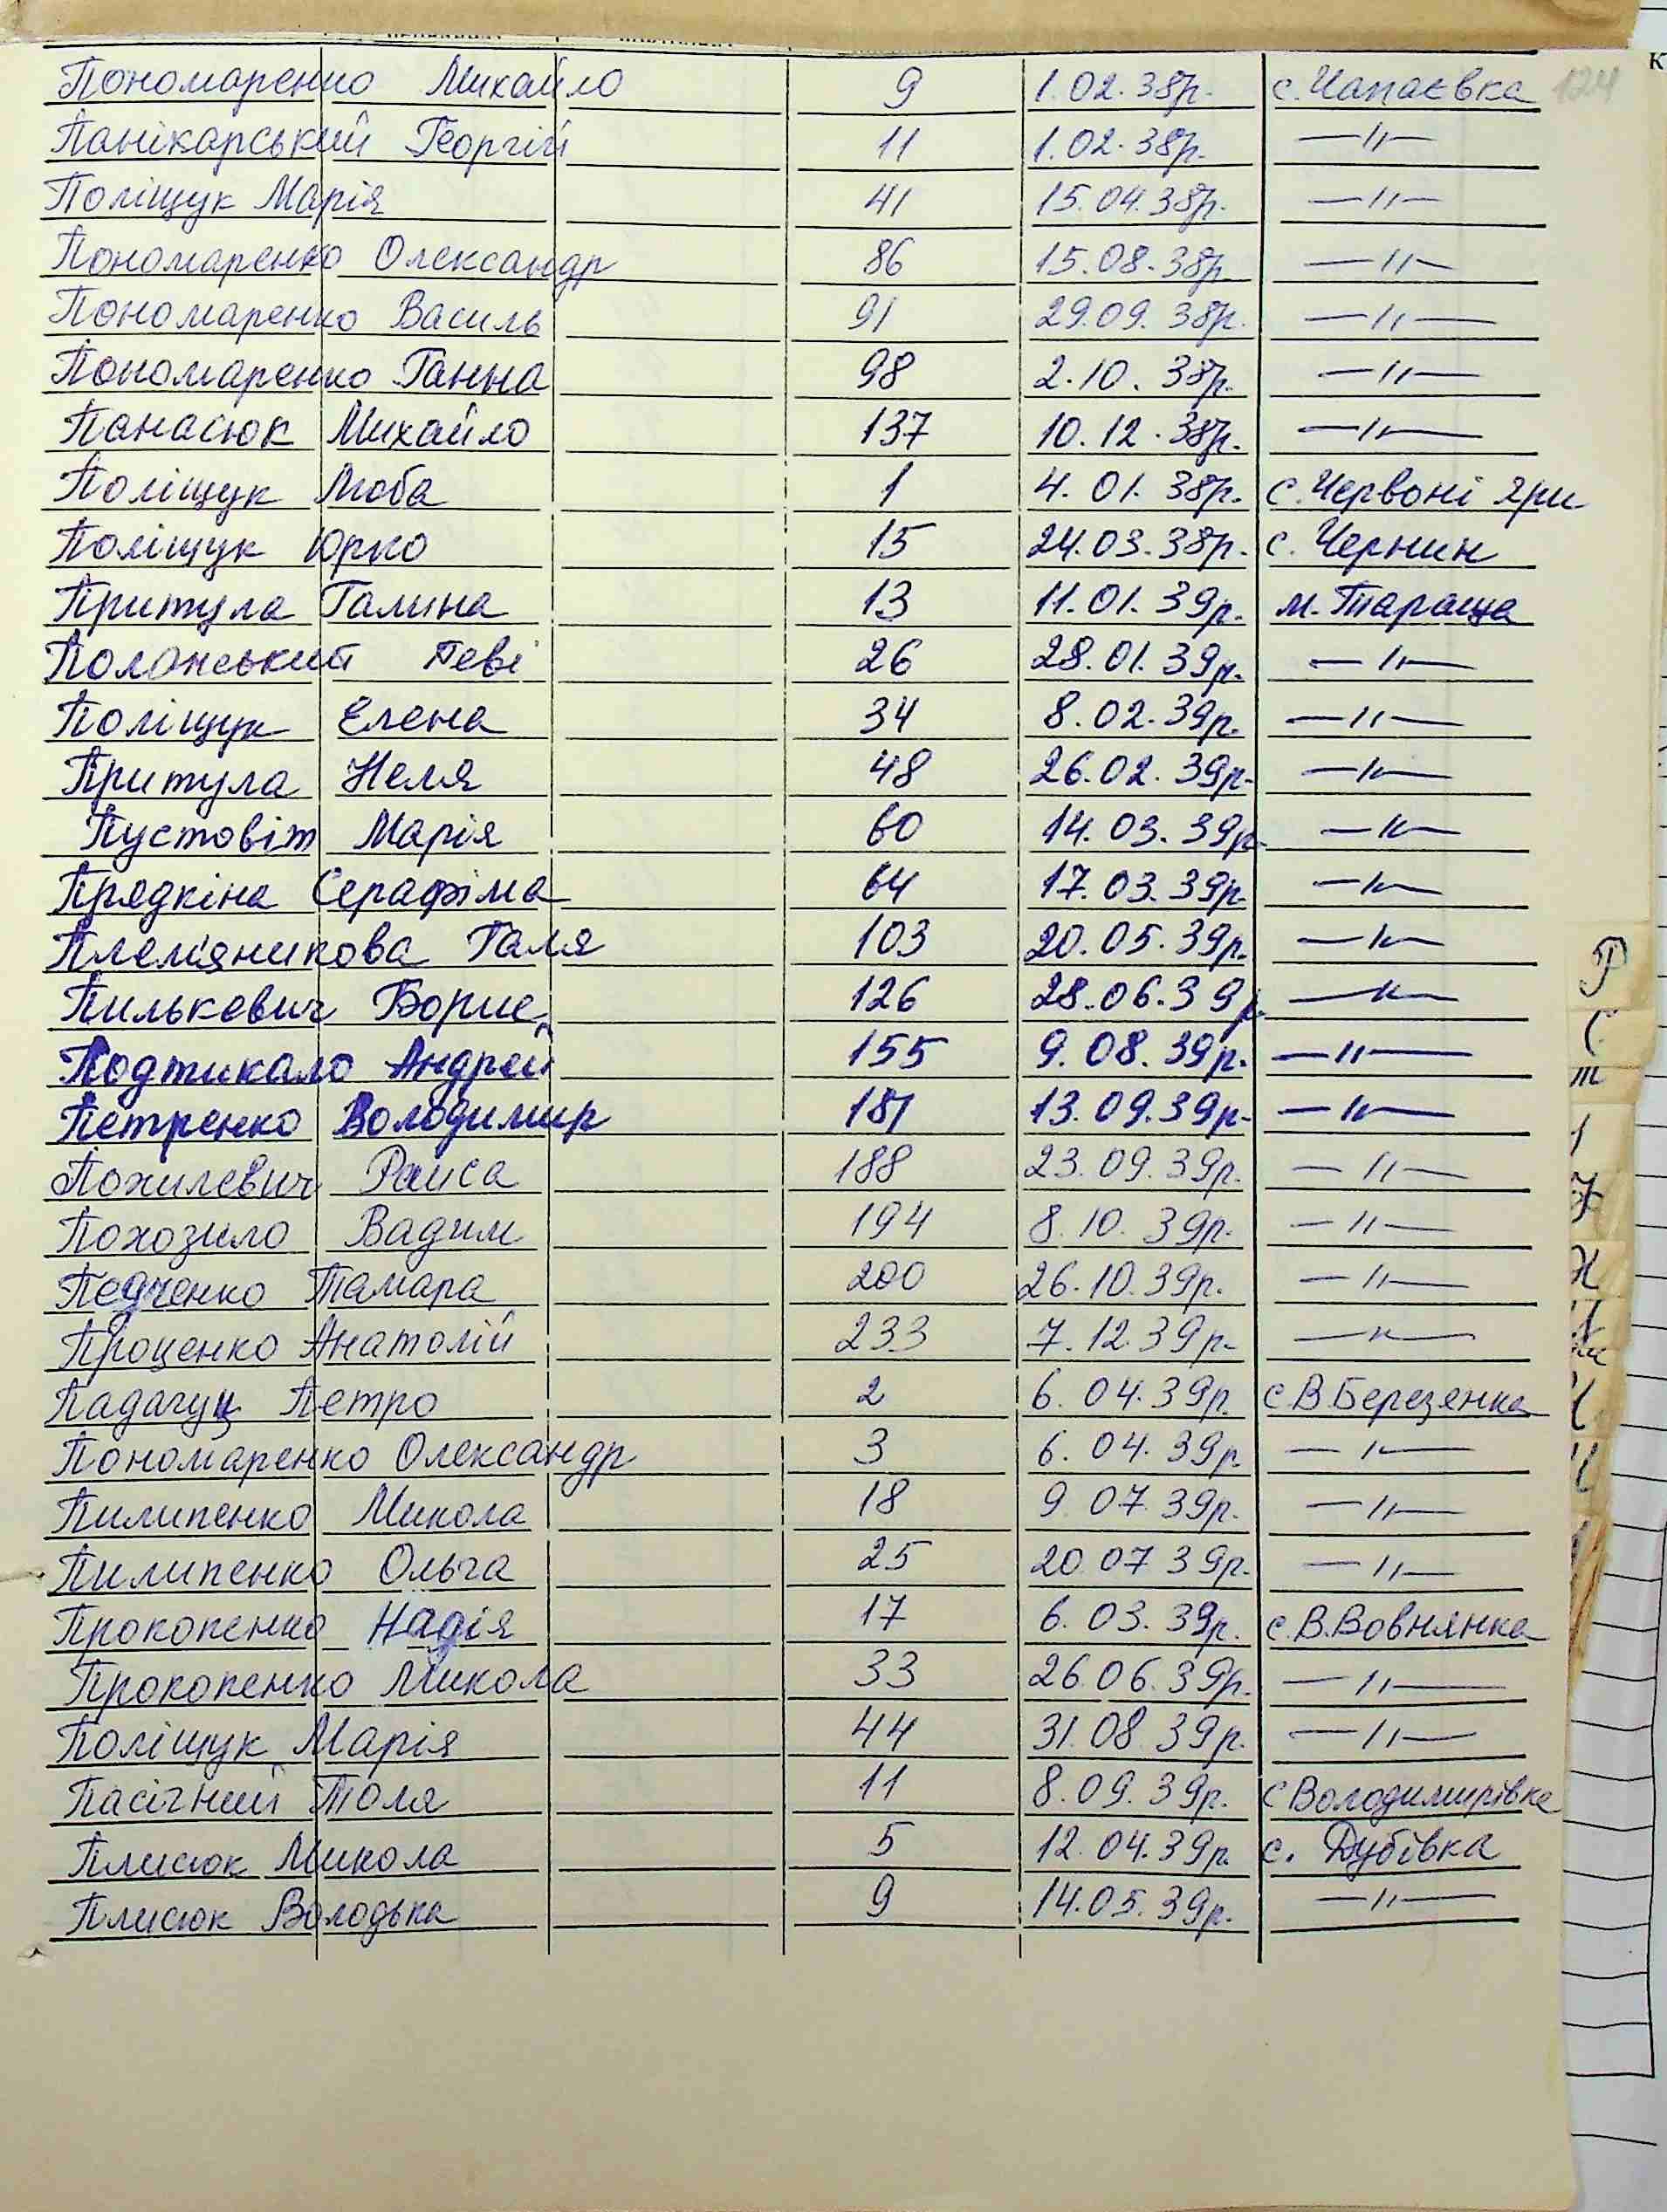 Пономаренко Михайло 9 1.02.38р. с. Чапаєвка 124
Панікарський Георгій 11 1.02.38р. —〃—
Поліщук Марія 41 15.04.38р. —〃—
Пономаренко Олександр 86 15.08.38р. —〃—
Пономаренко Василь 91 29.09.38р. —〃—
Пономаренко Ганна 98 2.10.38р. —〃—
Панасюк Михайло 137 10.12.38р. —〃—
Поліщук Люба 1 4.01.38р. с. Червоні яри
Поліщук Юрко 15 24.03.38р. с. Чернин
Притула Галина 13 11.01.39р. м. Тараща
Полонський 26 28.01.39р. —〃—
Поліщук Елена 34 8.02.39р. —〃—
Притула Неля 48 26.02.39р. —〃—
Пустовіт Марія 60 14.03.39р. —〃—
Прядкіна Серафіма 64 17.03.39р. —〃—
Плем'яникова Галя 103 20.05.39р. —〃—
Пилькевич Борис 126 28.06.39р. —〃—
Подтикало Андрей 155 9.08.39р. —〃—
Петренко Володимир 181 13.09.39р. —〃—
Похилевич Раиса 188 23.09.39р. —〃—
Похозило Вадим 194 8.10.39р. —〃—
Педченко Тамара 200 26.10.39р. —〃—
Проценко Анатолій 233 7.12.39р. —〃—
Падагуц Петро 2 6.04.39р. с В Березянка
Пономаренко Олександр 3 6.04.39р. —〃—
Пилипенко Микола 18 9.07.39р. —〃—
Пилипенко Ольга 25 20.07.39р. —〃—
Прокопенко Надія 17 6.03.39р. с. В. Вовнянка
Прокопенко Микола 33 26.06.39р. —〃—
Поліщук Марія 44 31.08.39р. —〃—
Пасічний Толя 11 8.09.39р. с Володимирівка
Плисюк Микола 5 12.04.39р. с. Дубівка
Плисюк Володька 9 14.05.39р. —〃—